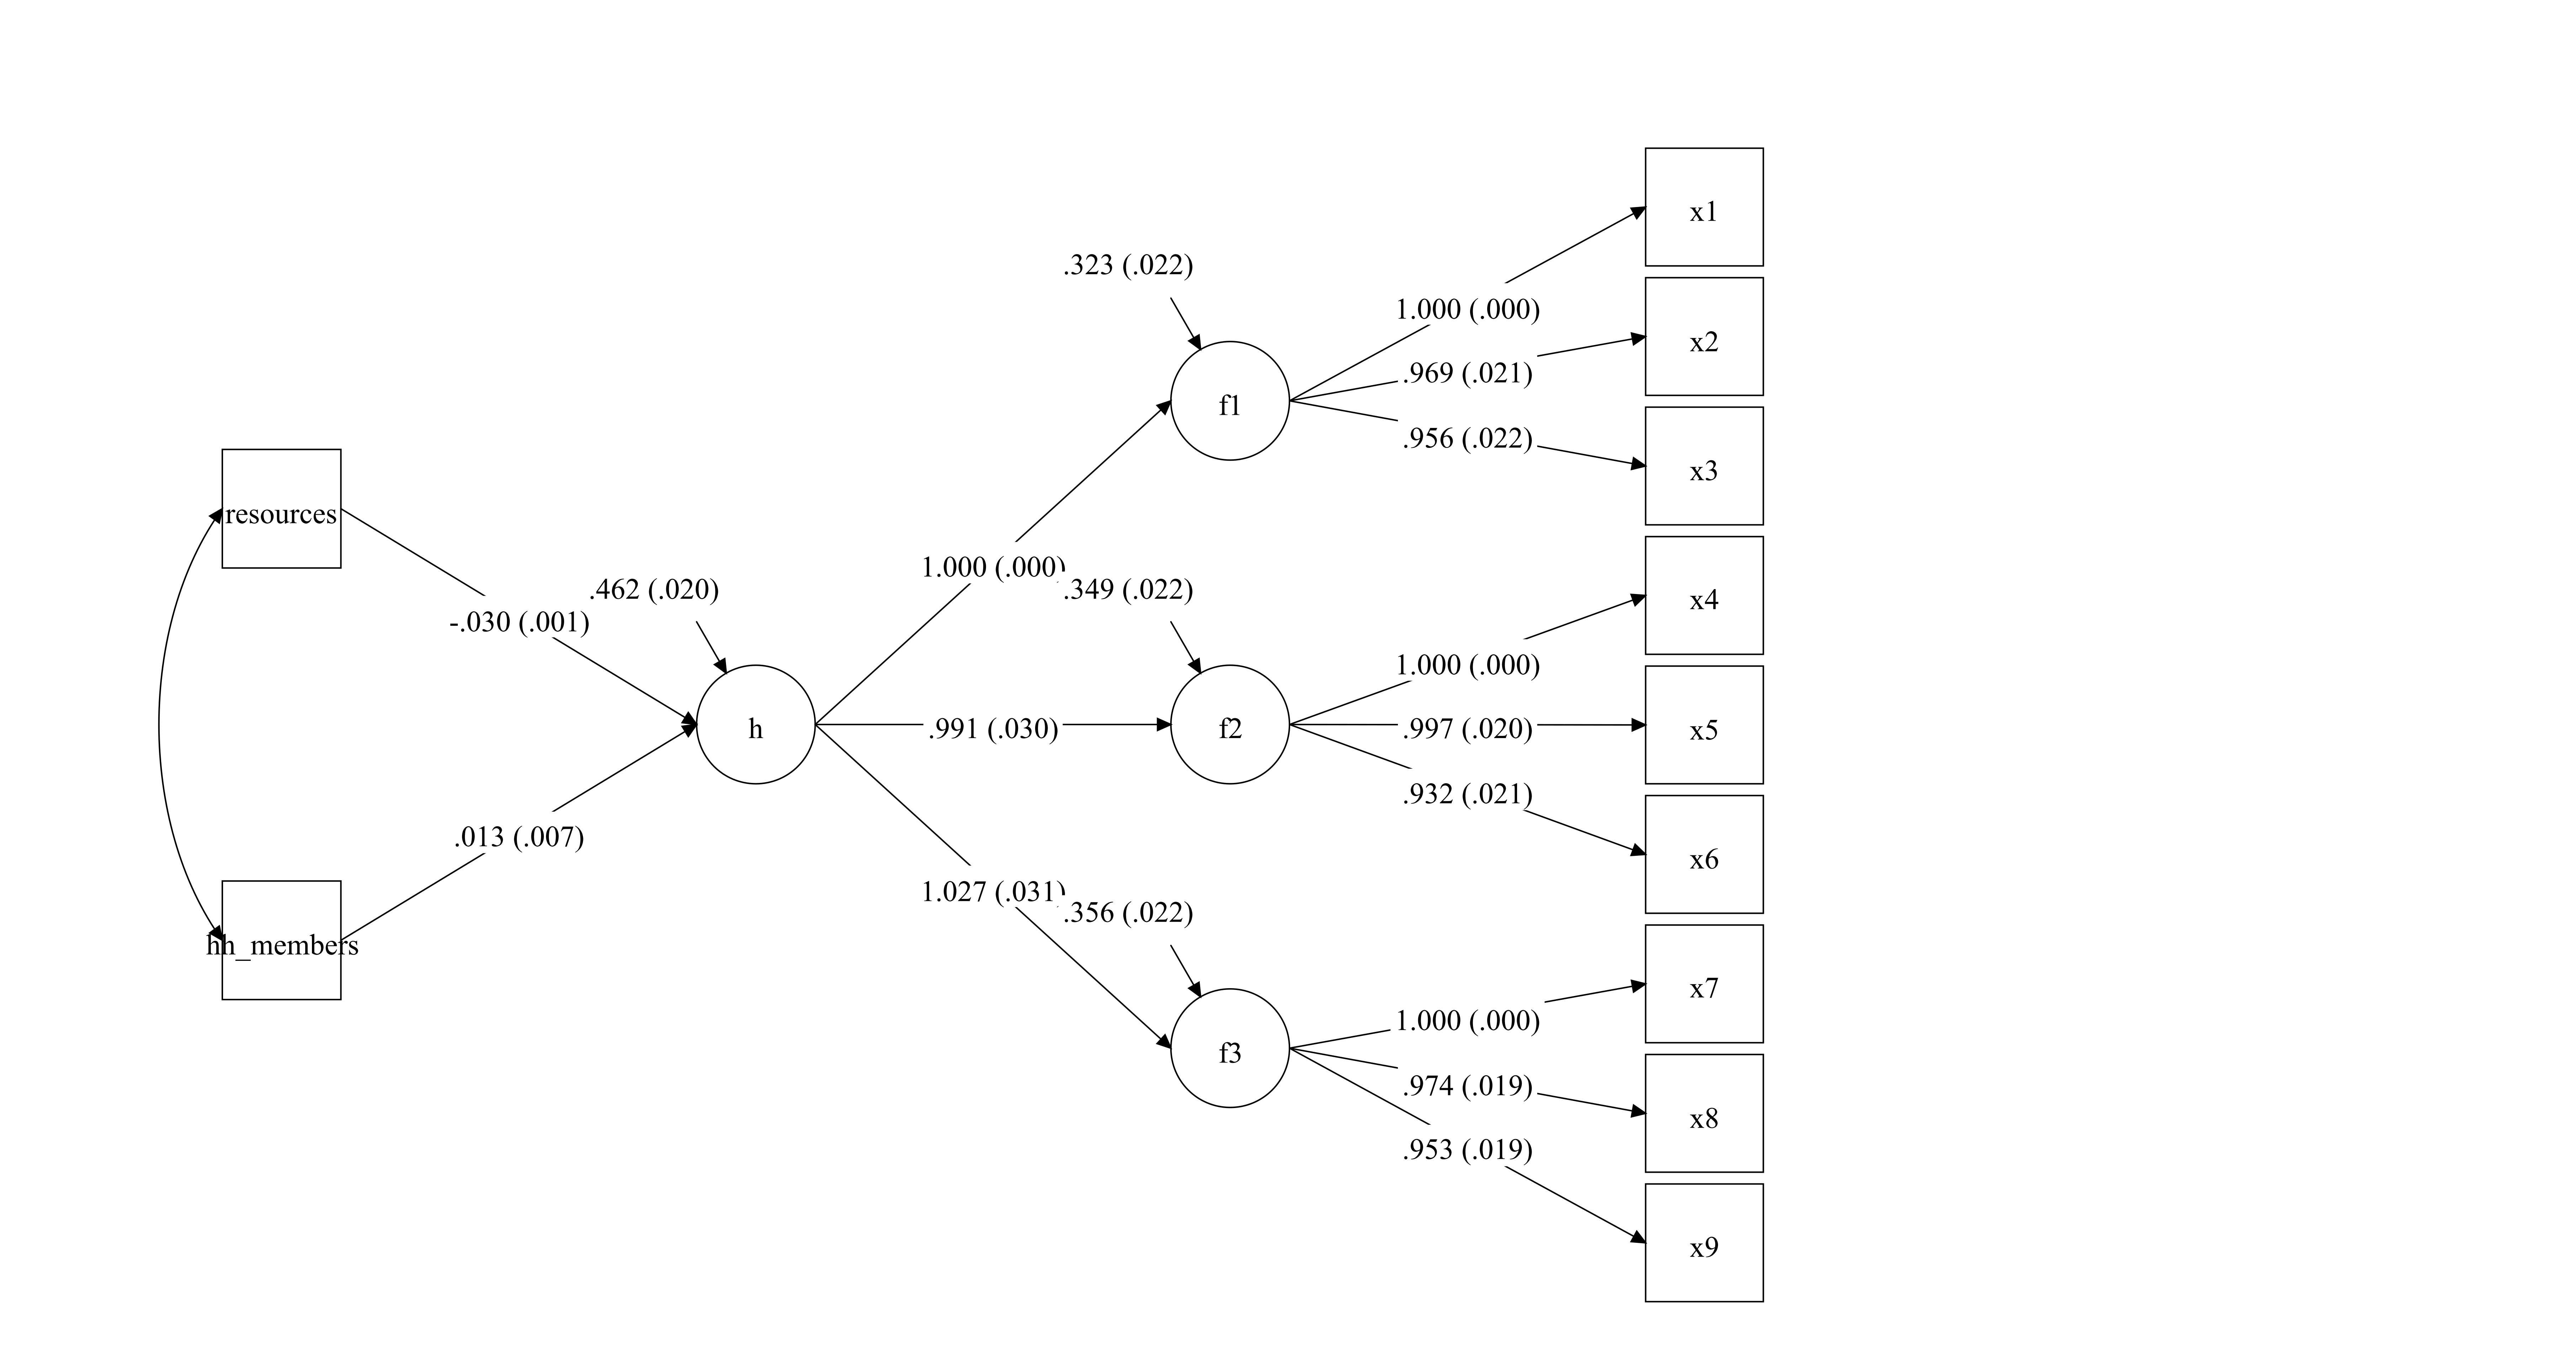 x1
.323 (.022)
1.000 (.000)
x2
.969 (.021)
f1
.956 (.022)
x3
resources
1.000 (.000)
.462 (.020)
.349 (.022)
x4
-.030 (.001)
1.000 (.000)
h
.991 (.030)
f2
.997 (.020)
x5
.932 (.021)
.013 (.007)
x6
1.027 (.031)
.356 (.022)
hh_members
x7
1.000 (.000)
f3
.974 (.019)
x8
.953 (.019)
x9